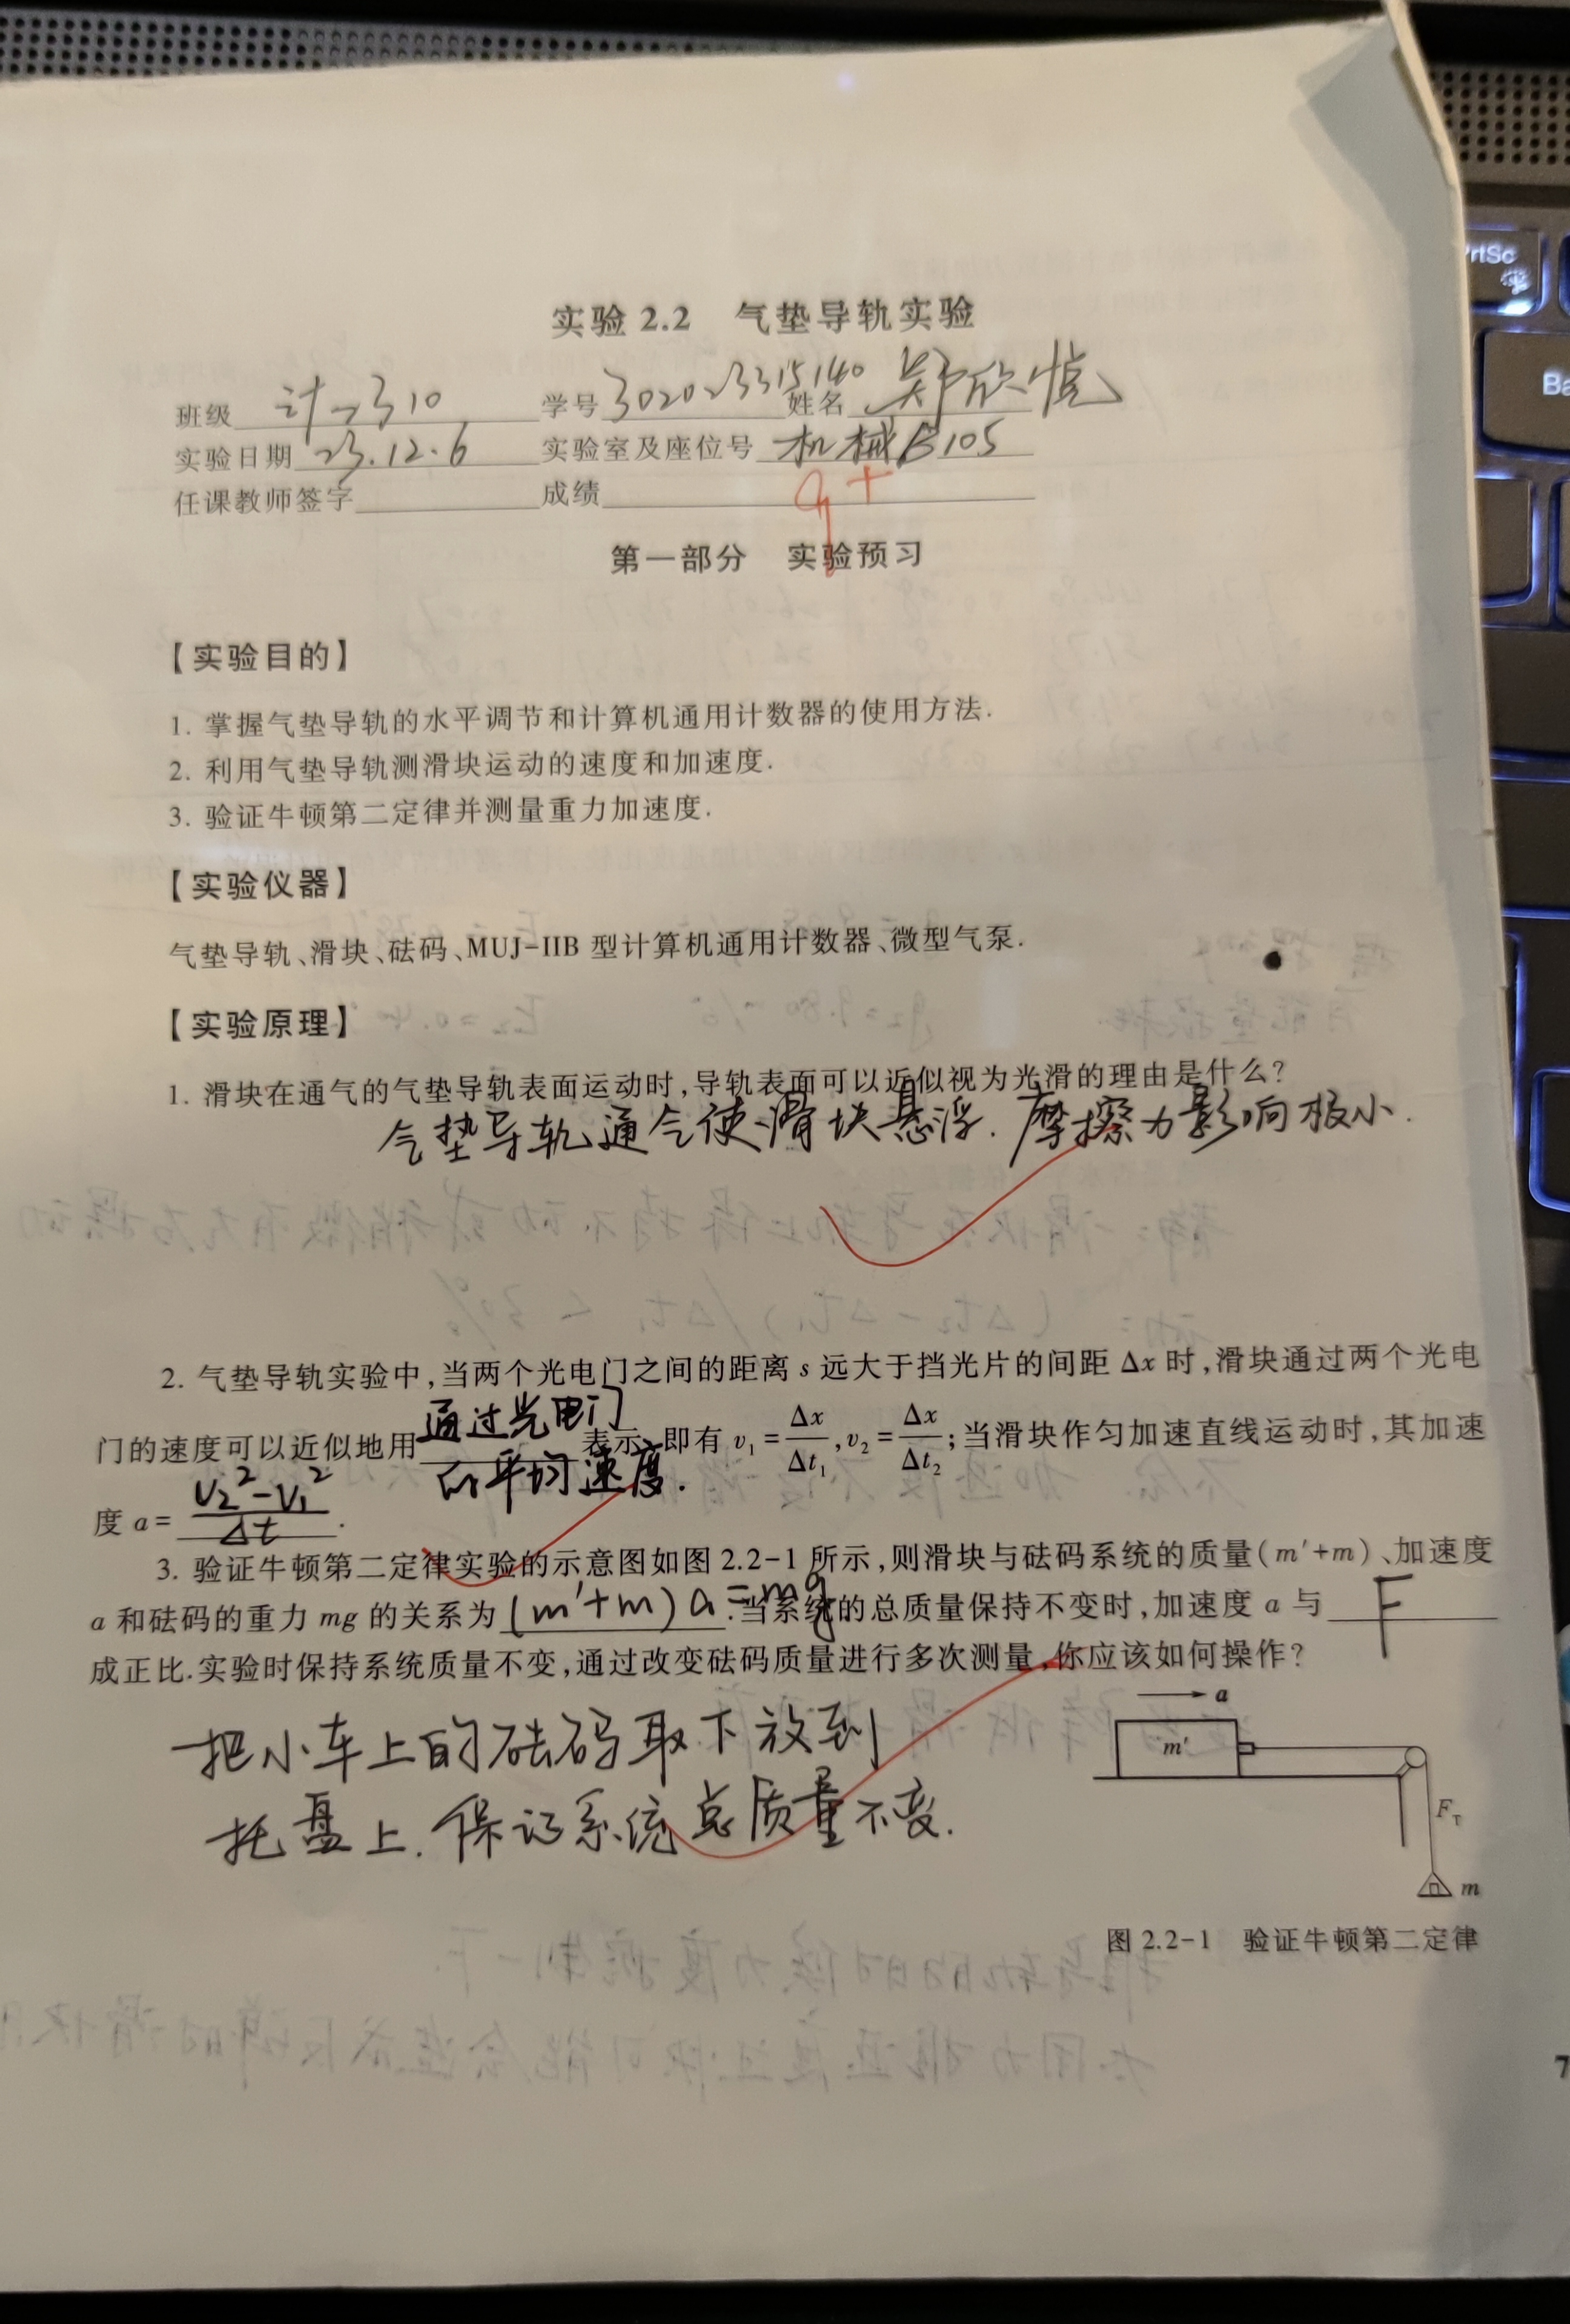 PrtSc
实验 2.2 气垫导轨实验
班级 计一310 学号 3020233315140 姓名 郑欣悦
实验日期 23.12.6 实验室及座位号 机械B105
任课教师签字 成绩 9+
第一部分 实验预习
【实验目的】
1. 掌握气垫导轨的水平调节和计算机通用计数器的使用方法.
2. 利用气垫导轨测滑块运动的速度和加速度.
3. 验证牛顿第二定律并测量重力加速度.
【实验仪器】
气垫导轨、滑块、砝码、MUJ-IIB 型计算机通用计数器、微型气泵.
【实验原理】
1. 滑块在通气的气垫导轨表面运动时,导轨表面可以近似视为光滑的理由是什么?
气垫导轨通气使滑块悬浮. 摩擦力影响极小.
2. 气垫导轨实验中,当两个光电门之间的距离 s 远大于挡光片的间距 Δx 时,滑块通过两个光电
门的速度可以近似地用 通过光电门的平均速度. 表示,即有 v₁=Δx/Δt₁,v₂=Δx/Δt₂;当滑块作匀加速直线运动时,其加速
度 a= (v₂²-v₁²)/Δt .
3. 验证牛顿第二定律实验的示意图如图 2.2-1 所示,则滑块与砝码系统的质量(m′+m)、加速度
a 和砝码的重力 mg 的关系为 (m′+m)a=mg .当系统的总质量保持不变时,加速度 a 与 F
成正比.实验时保持系统质量不变,通过改变砝码质量进行多次测量,你应该如何操作?
把小车上的砝码取下放到
托盘上. 保证系统总质量不变.
a
m′
F_T
m
图 2.2-1 验证牛顿第二定律
7